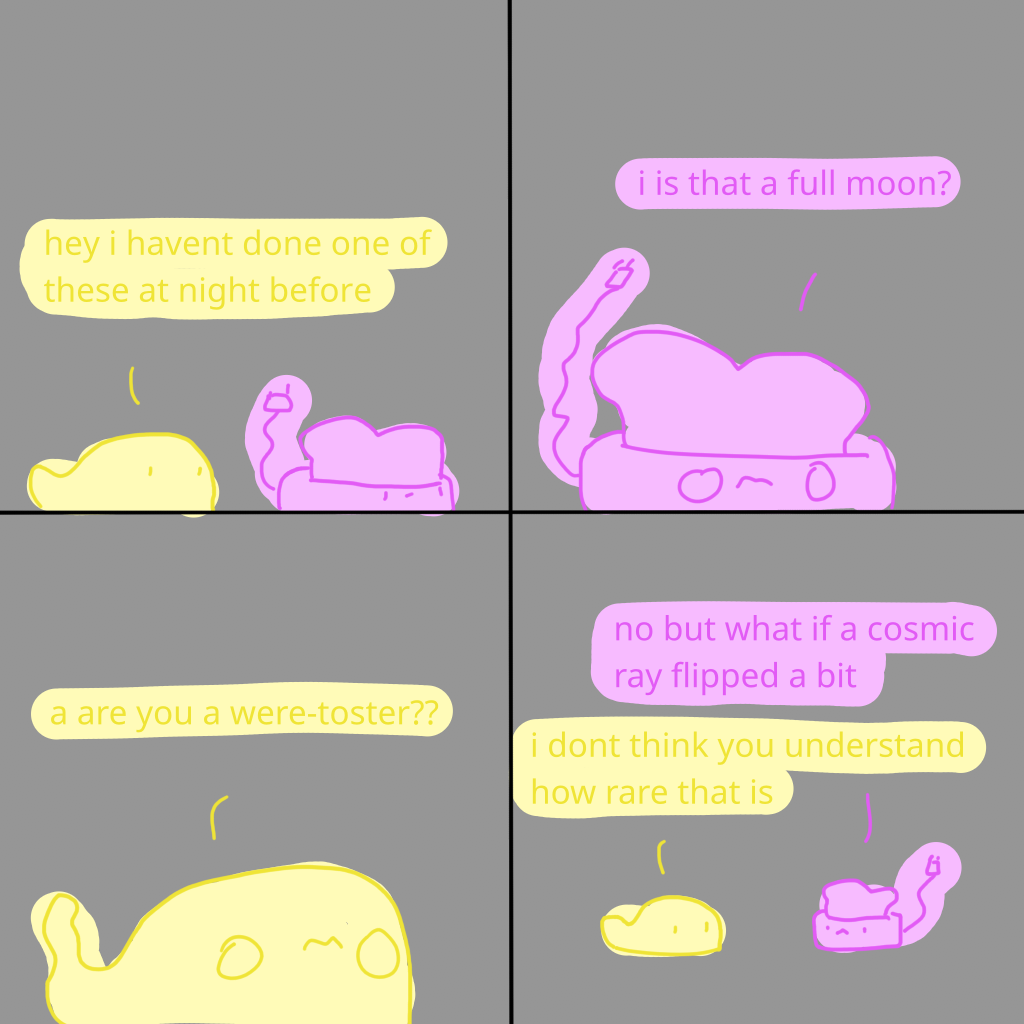 hey i havent done one of
these at night before
i is that a full moon?
a are you a were-toster??
no but what if a cosmic
ray flipped a bit
i dont think you understand
how rare that is